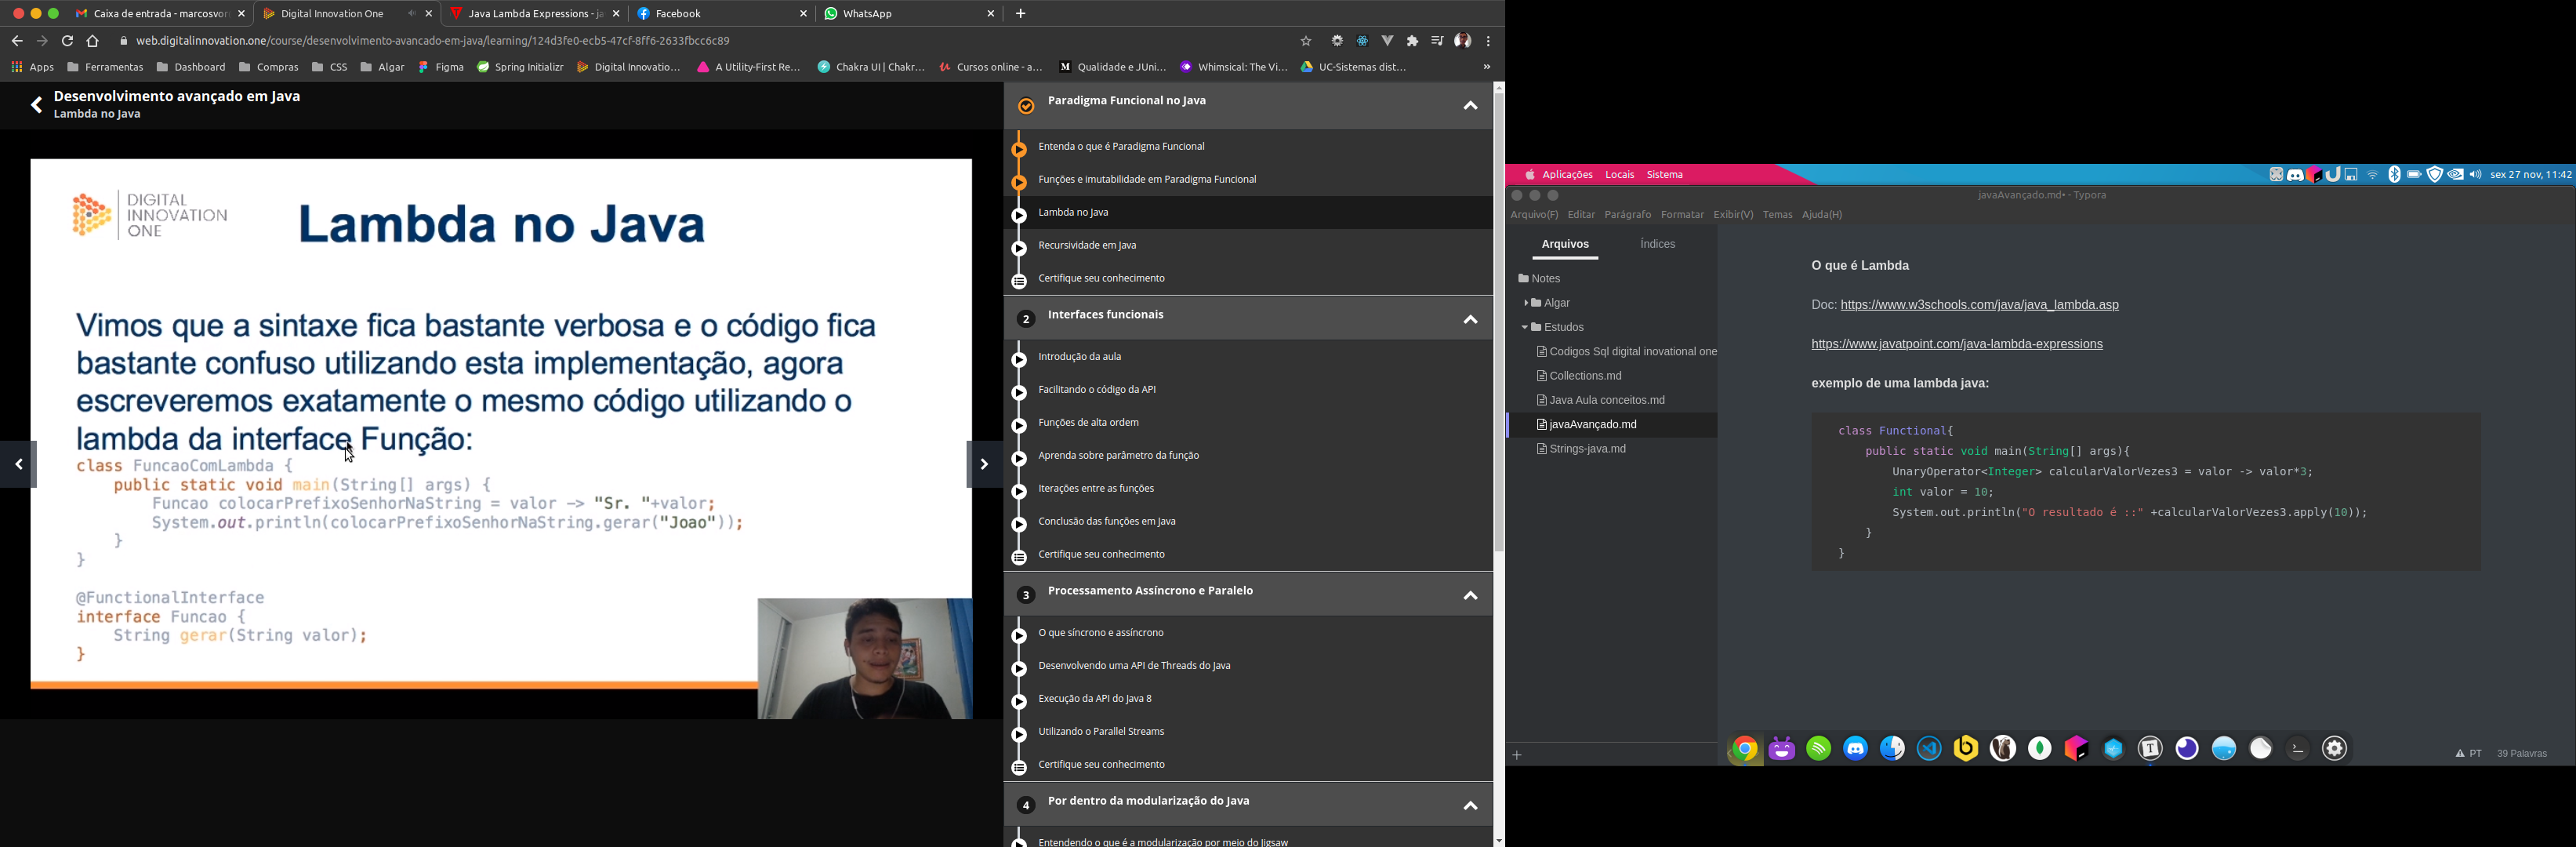 Caixa de entrada - marcosvor
Digital Innovation One
Java Lambda Expressions - ja
Facebook
WhatsApp
web.digitalinnovation.one/course/desenvolvimento-avancado-em-java/learning/124d3fe0-ecb5-47cf-8ff6-2633fbcc6c89
Apps
Ferramentas
Dashboard
Compras
CSS
Algar
Figma
Spring Initializr
Digital Innovatio...
A Utility-First Re...
Chakra UI | Chakr...
Cursos online - a...
Qualidade e JUni...
Whimsical: The Vi...
UC-Sistemas dist...
»
Desenvolvimento avançado em Java
Lambda no Java
DIGITAL
INNOVATION
ONE
Lambda no Java
Vimos que a sintaxe fica bastante verbosa e o código fica
bastante confuso utilizando esta implementação, agora
escreveremos exatamente o mesmo código utilizando o
lambda da interface Função:
class FuncaoComLambda {
public static void main(String[] args) {
Funcao colocarPrefixoSenhorNaString = valor -> "Sr. "+valor;
System.out.println(colocarPrefixoSenhorNaString.gerar("Joao"));
}
}
@FunctionalInterface
interface Funcao {
String gerar(String valor);
}
Paradigma Funcional no Java
Entenda o que é Paradigma Funcional
Funções e imutabilidade em Paradigma Funcional
Lambda no Java
Recursividade em Java
Certifique seu conhecimento
2 Interfaces funcionais
Introdução da aula
Facilitando o código da API
Funções de alta ordem
Aprenda sobre parâmetro da função
Iterações entre as funções
Conclusão das funções em Java
Certifique seu conhecimento
3 Processamento Assíncrono e Paralelo
O que síncrono e assíncrono
Desenvolvendo uma API de Threads do Java
Execução da API do Java 8
Utilizando o Parallel Streams
Certifique seu conhecimento
4 Por dentro da modularização do Java
Entendendo o que é a modularização por meio do Jigsaw
Aplicações Locais Sistema
sex 27 nov, 11:42
javaAvançado.md• - Typora
Arquivo(F) Editar Parágrafo Formatar Exibir(V) Temas Ajuda(H)
Arquivos Índices
Notes
Algar
Estudos
Codigos Sql digital inovational one
Collections.md
Java Aula conceitos.md
javaAvançado.md
Strings-java.md
O que é Lambda
Doc: https://www.w3schools.com/java/java_lambda.asp
https://www.javatpoint.com/java-lambda-expressions
exemplo de uma lambda java:
class Functional{
public static void main(String[] args){
UnaryOperator<Integer> calcularValorVezes3 = valor -> valor*3;
int valor = 10;
System.out.println("O resultado é ::" +calcularValorVezes3.apply(10));
}
}
PT 39 Palavras